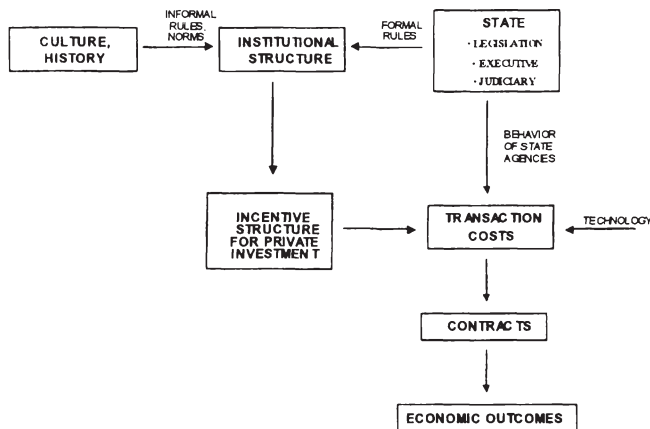 CULTURE,
HISTORY
INFORMAL
RULES,
NORMS
INSTITUTIONAL
STRUCTURE
FORMAL
RULES
STATE
· LEGISLATION
· EXECUTIVE
· JUDICIARY
BEHAVIOR
OF STATE
AGENCIES
INCENTIVE
STRUCTURE
FOR PRIVATE
INVESTMENT
TRANSACTION
COSTS
TECHNOLOGY
CONTRACTS
ECONOMIC OUTCOMES